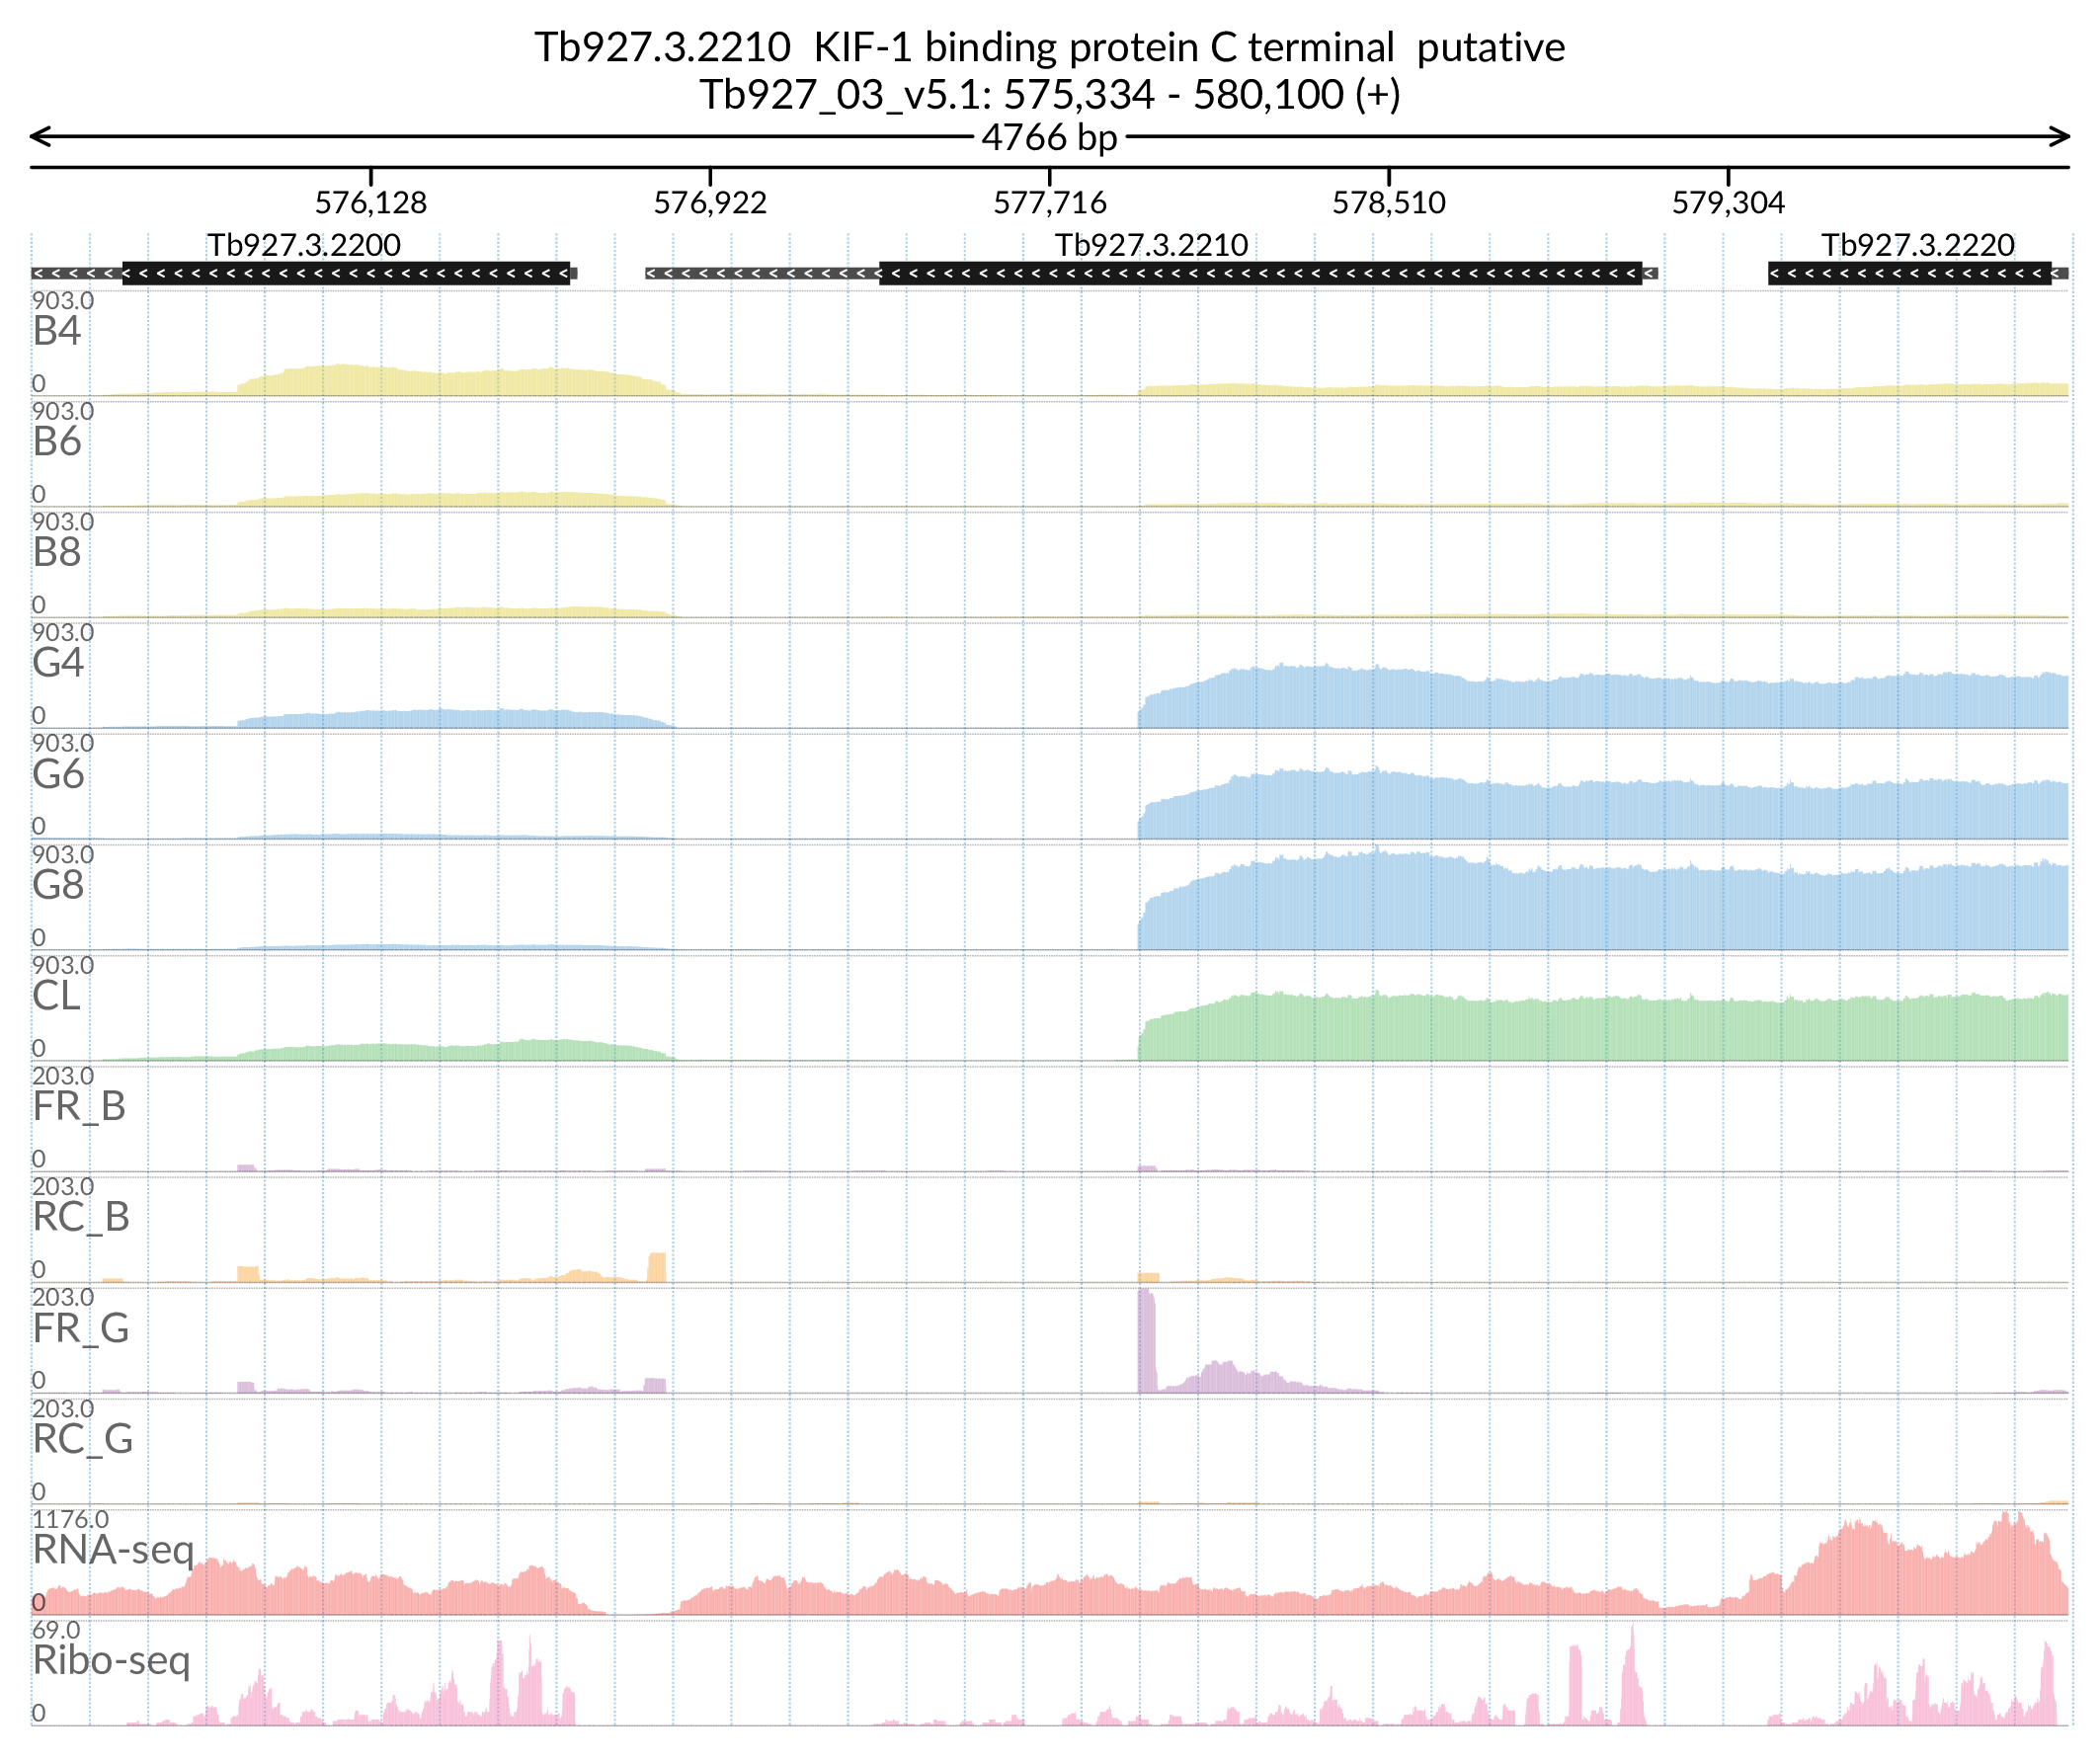 Tb927.3.2210 KIF-1 binding protein C terminal putative
Tb927_03_v5.1: 575,334 - 580,100 (+)
4766 bp
576,128 576,922 577,716 578,510 579,304
Tb927.3.2200 Tb927.3.2210 Tb927.3.2220
903.0
B4
0
903.0
B6
0
903.0
B8
0
903.0
G4
0
903.0
G6
0
903.0
G8
0
903.0
CL
0
203.0
FR_B
0
203.0
RC_B
0
203.0
FR_G
0
203.0
RC_G
0
1176.0
RNA-seq
0
69.0
Ribo-seq
0